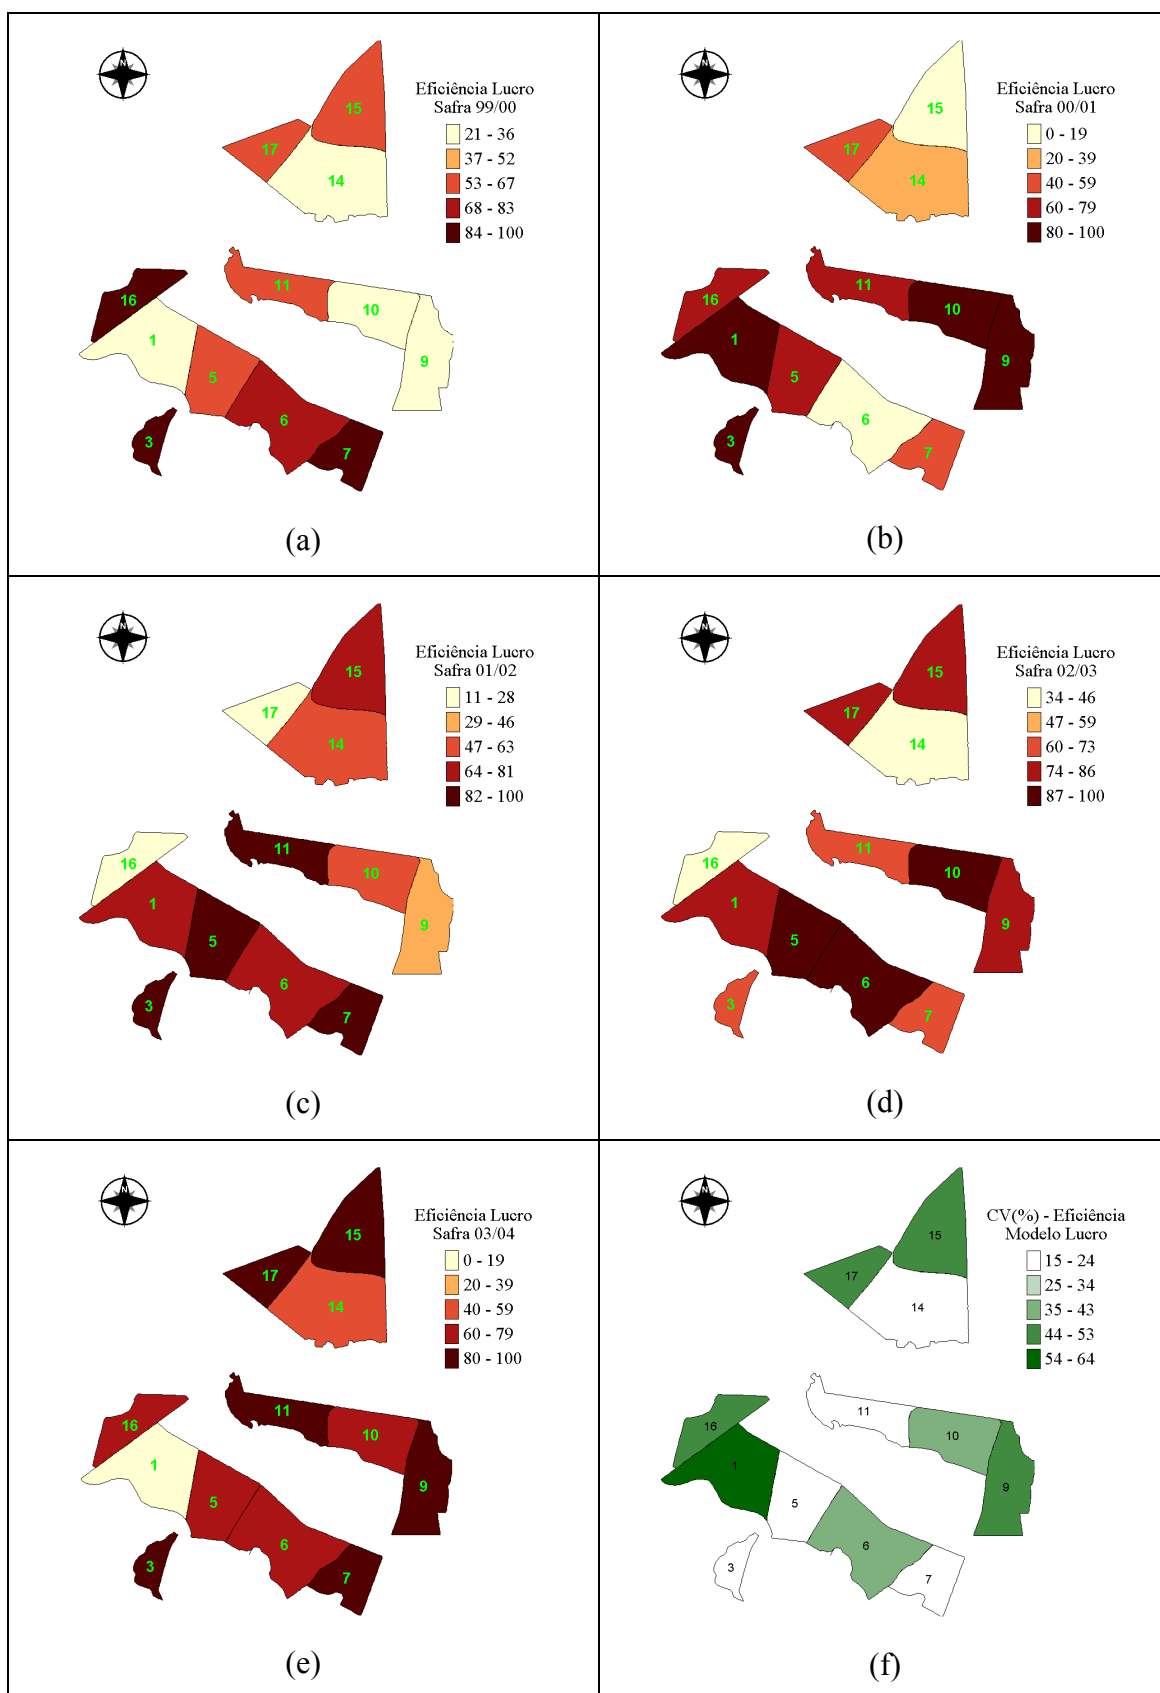 N
Eficiência Lucro
Safra 99/00
21 - 36
37 - 52
53 - 67
68 - 83
84 - 100
15
17
14
11
10
16
1
9
5
6
3
7
(a)
N
Eficiência Lucro
Safra 00/01
0 - 19
20 - 39
40 - 59
60 - 79
80 - 100
15
17
14
11
10
16
1
9
5
6
3
7
(b)
N
Eficiência Lucro
Safra 01/02
11 - 28
29 - 46
47 - 63
64 - 81
82 - 100
15
17
14
11
10
16
1
9
5
6
3
7
(c)
N
Eficiência Lucro
Safra 02/03
34 - 46
47 - 59
60 - 73
74 - 86
87 - 100
15
17
14
11
10
16
1
9
5
6
3
7
(d)
N
Eficiência Lucro
Safra 03/04
0 - 19
20 - 39
40 - 59
60 - 79
80 - 100
15
17
14
11
10
16
1
9
5
6
3
7
(e)
N
CV(%) - Eficiência
Modelo Lucro
15 - 24
25 - 34
35 - 43
44 - 53
54 - 64
15
17
14
11
10
16
1
9
5
6
3
7
(f)